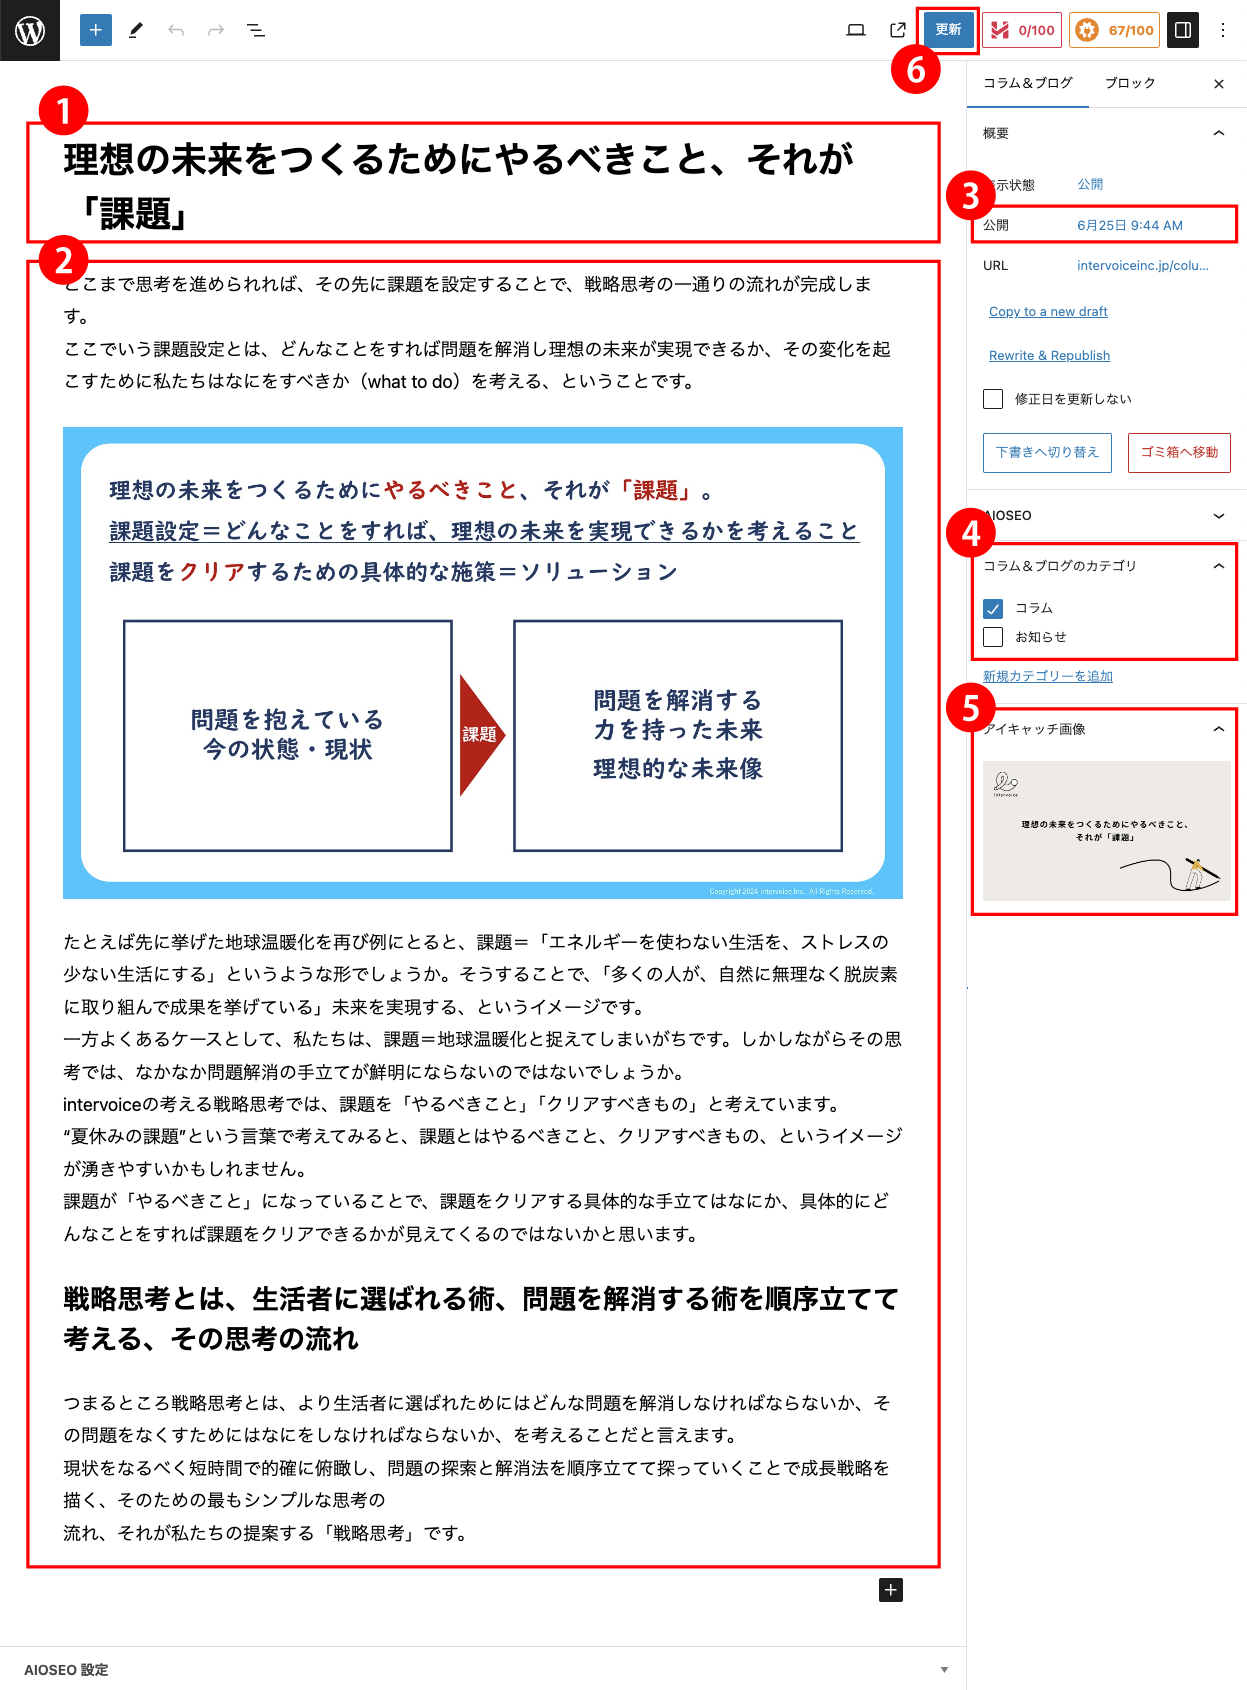 更新
0/100
67/100
6
コラム＆ブログ
ブロック
1
理想の未来をつくるためにやるべきこと、それが
「課題」
2
ここまで思考を進められれば、その先に課題を設定することで、戦略思考の一通りの流れが完成しま
す。
ここでいう課題設定とは、どんなことをすれば問題を解消し理想の未来が実現できるか、その変化を起
こすために私たちはなにをすべきか（what to do）を考える、ということです。
理想の未来をつくるためにやるべきこと、それが「課題」。
課題設定＝どんなことをすれば、理想の未来を実現できるかを考えること
課題をクリアするための具体的な施策＝ソリューション
問題を抱えている
今の状態・現状
課題
問題を解消する
力を持った未来
理想的な未来像
Copyright 2024 intervoice Inc. All Rights Reserved.
たとえば先に挙げた地球温暖化を再び例にとると、課題＝「エネルギーを使わない生活を、ストレスの
少ない生活にする」というような形でしょうか。そうすることで、「多くの人が、自然に無理なく脱炭素
に取り組んで成果を挙げている」未来を実現する、というイメージです。
一方よくあるケースとして、私たちは、課題＝地球温暖化と捉えてしまいがちです。しかしながらその思
考では、なかなか問題解消の手立てが鮮明にならないのではないでしょうか。
intervoiceの考える戦略思考では、課題を「やるべきこと」「クリアすべきもの」と考えています。
“夏休みの課題”という言葉で考えてみると、課題とはやるべきこと、クリアすべきもの、というイメージ
が湧きやすいかもしれません。
課題が「やるべきこと」になっていることで、課題をクリアする具体的な手立てはなにか、具体的にど
んなことをすれば課題をクリアできるかが見えてくるのではないかと思います。
戦略思考とは、生活者に選ばれる術、問題を解消する術を順序立てて
考える、その思考の流れ
つまるところ戦略思考とは、より生活者に選ばれためにはどんな問題を解消しなければならないか、そ
の問題をなくすためにはなにをしなければならないか、を考えることだと言えます。
現状をなるべく短時間で的確に俯瞰し、問題の探索と解消法を順序立てて探っていくことで成長戦略を
描く、そのための最もシンプルな思考の
流れ、それが私たちの提案する「戦略思考」です。
AIOSEO 設定
概要
示状態
公開
3
公開
6月25日 9:44 AM
URL
intervoiceinc.jp/colu...
Copy to a new draft
Rewrite & Republish
修正日を更新しない
下書きへ切り替え
ゴミ箱へ移動
AIOSEO
4
コラム＆ブログのカテゴリ
コラム
お知らせ
新規カテゴリーを追加
5
アイキャッチ画像
intervoice
理想の未来をつくるためにやるべきこと、
それが「課題」